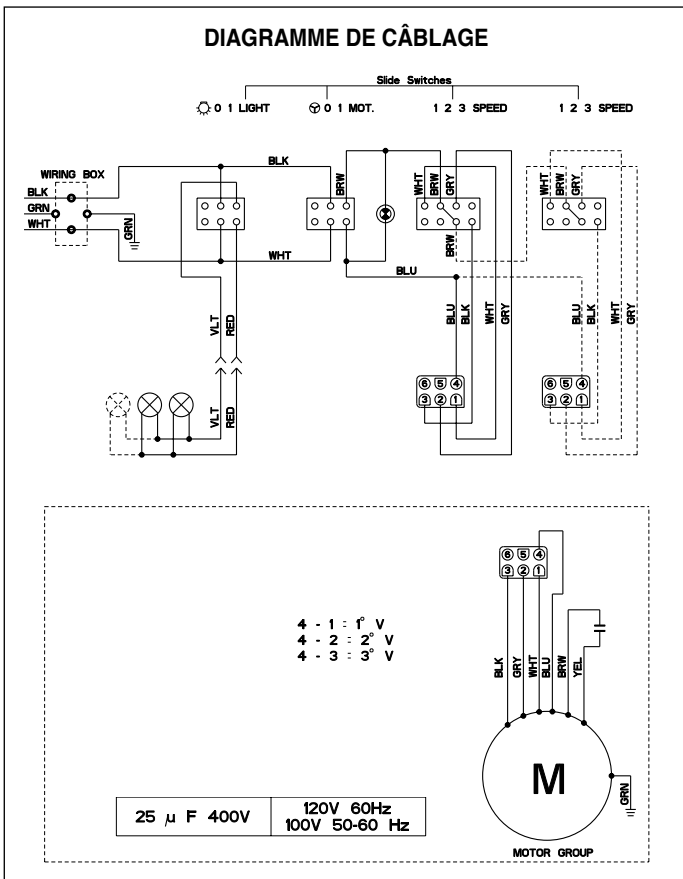 DIAGRAMME DE CÂBLAGE
Slide Switches
0 1 LIGHT
0 1 MOT.
1 2 3 SPEED
1 2 3 SPEED
WIRING BOX
BLK
GRN
WHT
GRN
BLK
WHT
BRW
BLU
WHT
BRW
GRY
BRW
WHT
BRW
GRY
VLT
RED
BLU
BLK
WHT
GRY
BLU
BLK
WHT
GRY
VLT
RED
6 5 4
3 2 1
6 5 4
3 2 1
6 5 4
3 2 1
4 - 1 = 1° V
4 - 2 = 2° V
4 - 3 = 3° V
BLK
GRY
WHT
BLU
BRW
YEL
M
GRN
25 µ F 400V
120V 60Hz
100V 50-60 Hz
MOTOR GROUP